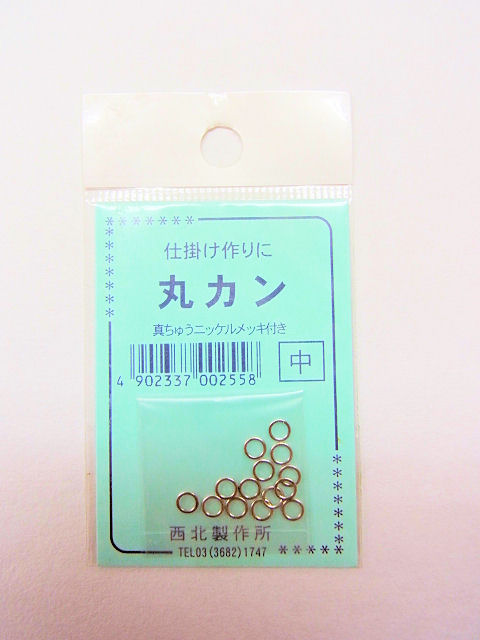 仕掛け作りに
丸カン
真ちゅうニッケルメッキ付き
中
4 902337 002558
西北製作所
TEL03(3682)1747